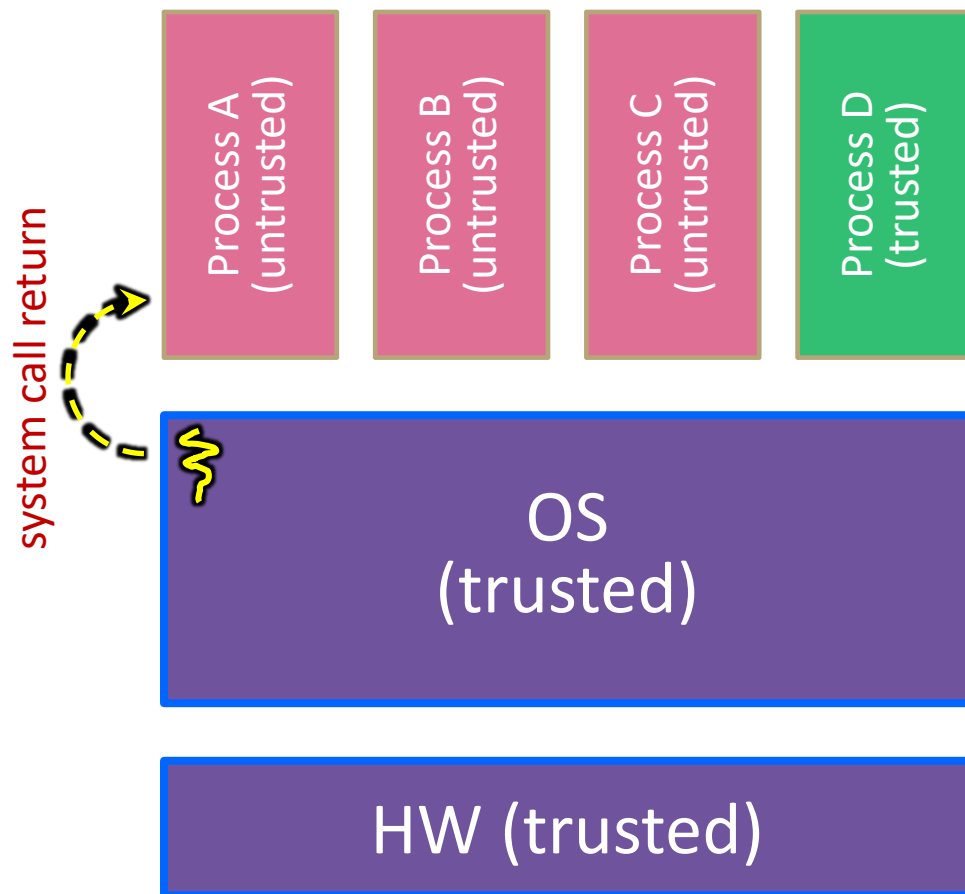 Process A
(untrusted)
Process B
(untrusted)
Process C
(untrusted)
Process D
(trusted)
system call return
OS
(trusted)
HW (trusted)